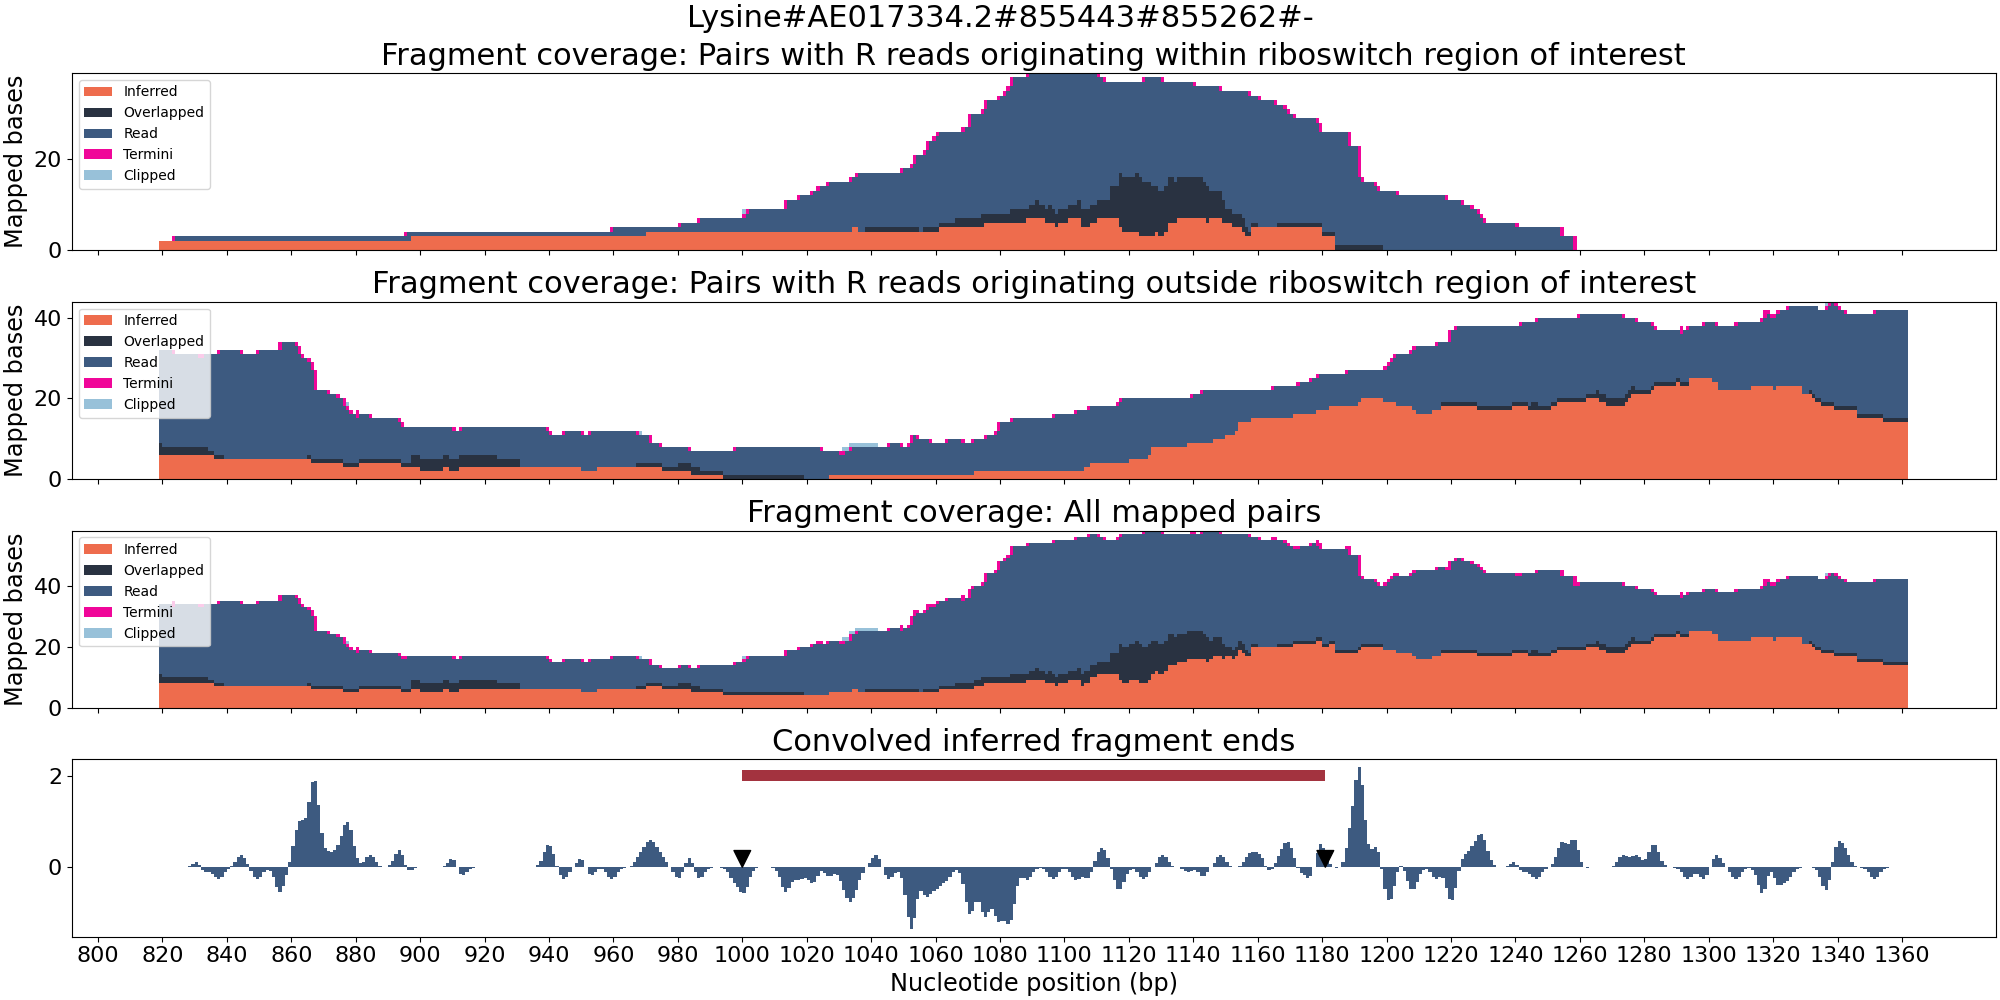 Lysine#AE017334.2#855443#855262#-
Fragment coverage: Pairs with R reads originating within riboswitch region of interest
Mapped bases
20
0
Inferred
Overlapped
Read
Termini
Clipped
Fragment coverage: Pairs with R reads originating outside riboswitch region of interest
Mapped bases
40
20
0
Inferred
Overlapped
Read
Termini
Clipped
Fragment coverage: All mapped pairs
Mapped bases
40
20
0
Inferred
Overlapped
Read
Termini
Clipped
Convolved inferred fragment ends
2
0
800 820 840 860 880 900 920 940 960 980 1000 1020 1040 1060 1080 1100 1120 1140 1160 1180 1200 1220 1240 1260 1280 1300 1320 1340 1360
Nucleotide position (bp)